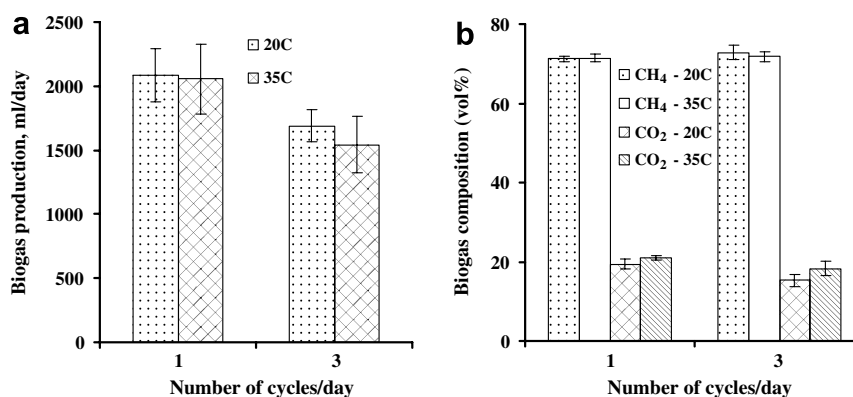 a
2500
2000
1500
1000
500
0
Biogas production, ml/day
20C
35C
1
3
Number of cycles/day
b
80
60
40
20
0
Biogas composition (vol%)
CH₄ - 20C
CH₄ - 35C
CO₂ - 20C
CO₂ - 35C
1
3
Number of cycles/day